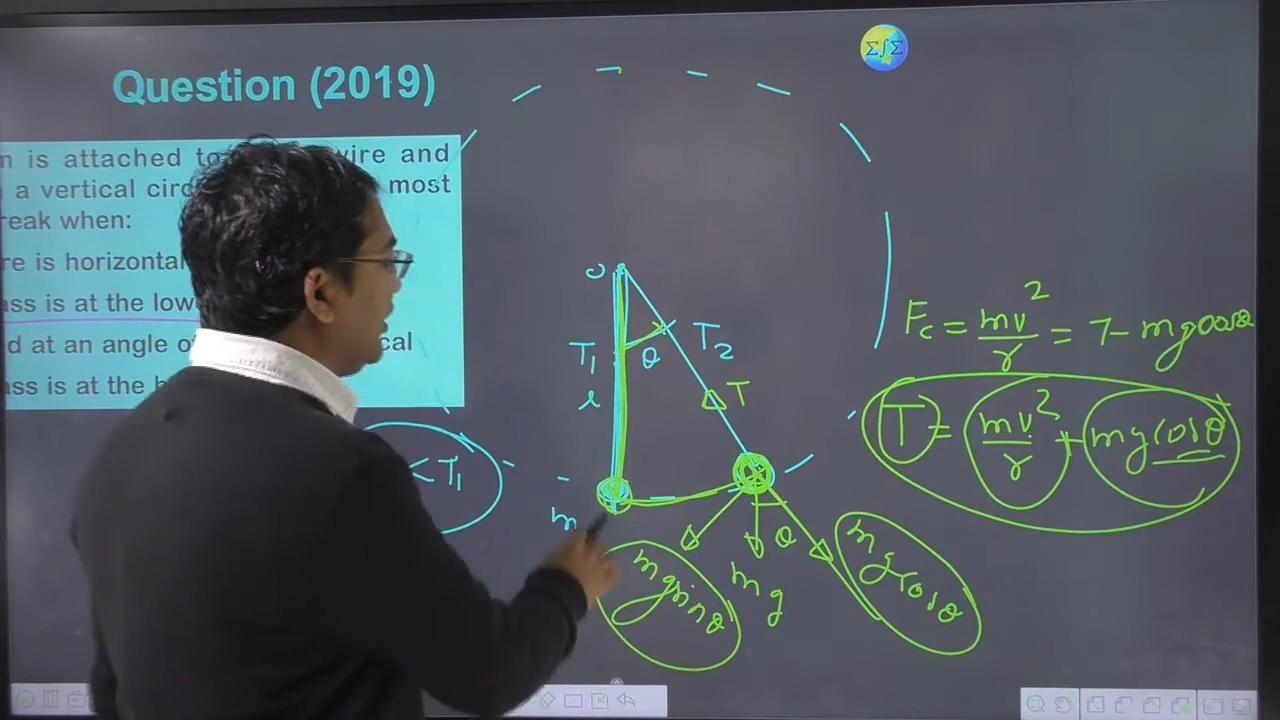 Question (2019)
m is attached to wire and
a vertical circ most
reak when:
re is horizontal
ass is at the low
d at an angle of cal
ass is at the h
ΣʃΣ
O
T₁
T₂
θ
l
T
m
< T₁
mg sinθ
mg
θ
mg cosθ
F꜀ = mv²/r = T - mg cosθ
T = mv²/r + mg cosθ